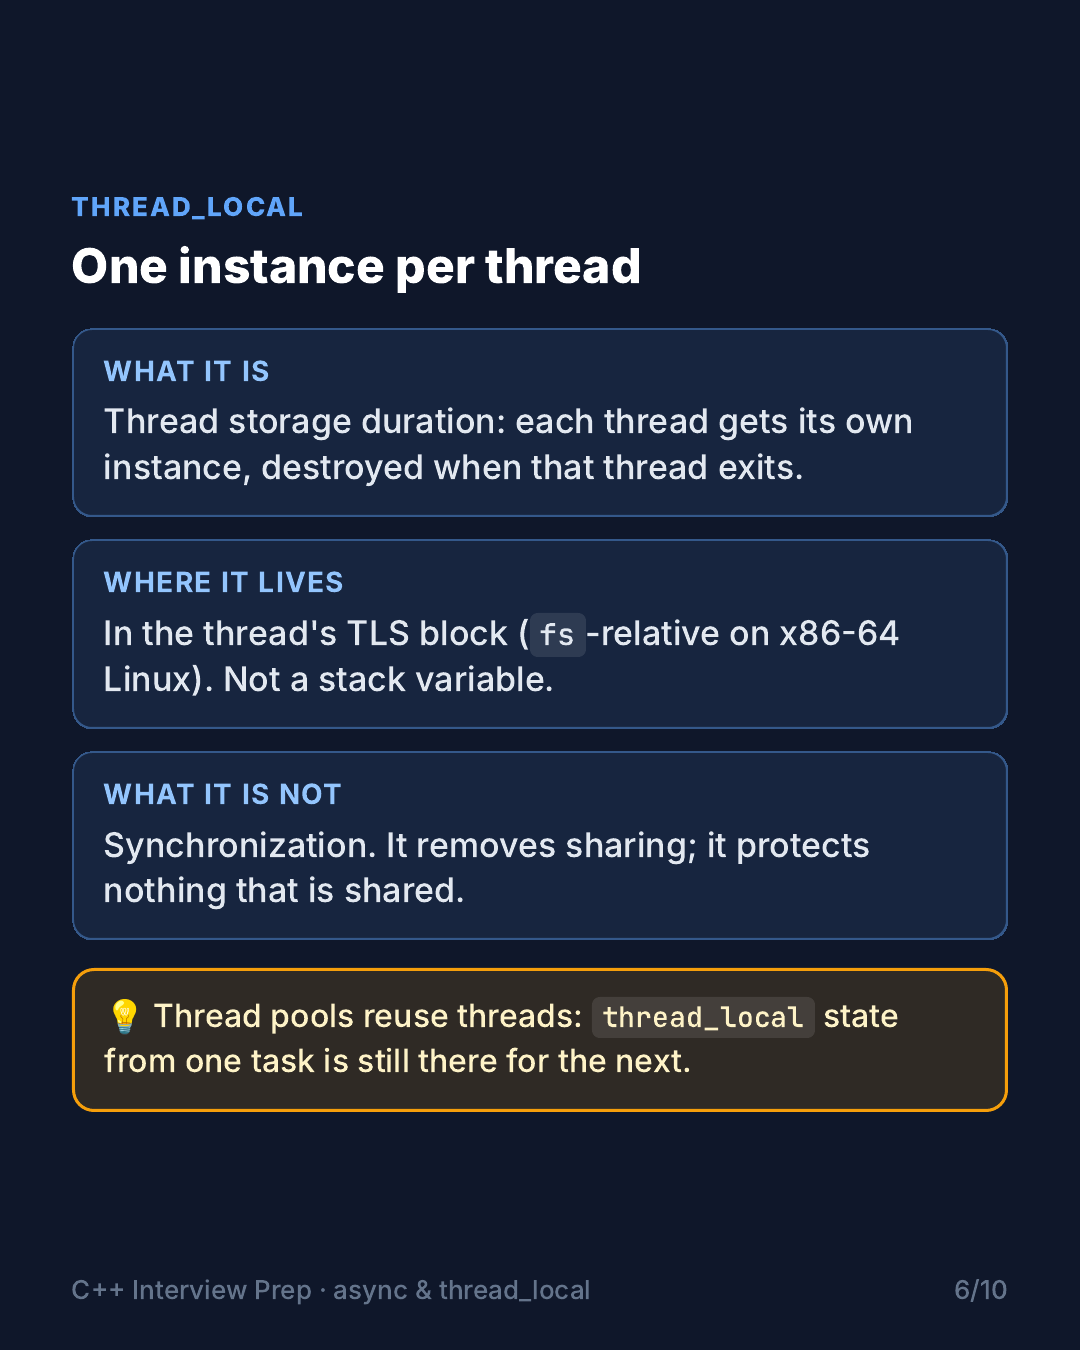 THREAD_LOCAL
One instance per thread
WHAT IT IS
Thread storage duration: each thread gets its own
instance, destroyed when that thread exits.
WHERE IT LIVES
In the thread's TLS block (fs-relative on x86-64
Linux). Not a stack variable.
WHAT IT IS NOT
Synchronization. It removes sharing; it protects
nothing that is shared.
💡 Thread pools reuse threads: thread_local state
from one task is still there for the next.
C++ Interview Prep · async & thread_local
6/10